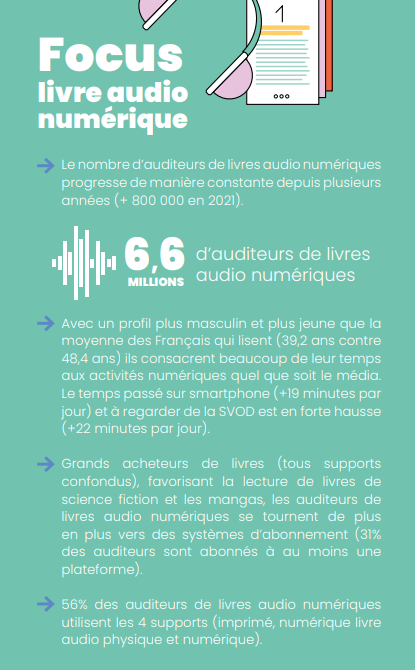 1
Focus
livre audio
numérique
Le nombre d'auditeurs de livres audio numériques
progresse de manière constante depuis plusieurs
années (+ 800 000 en 2021).
6,6
MILLIONS
d'auditeurs de livres
audio numériques
Avec un profil plus masculin et plus jeune que la
moyenne des Français qui lisent (39,2 ans contre
48,4 ans) ils consacrent beaucoup de leur temps
aux activités numériques quel que soit le média.
Le temps passé sur smartphone (+19 minutes par
jour) et à regarder de la SVOD est en forte hausse
(+22 minutes par jour).
Grands acheteurs de livres (tous supports
confondus), favorisant la lecture de livres de
science fiction et les mangas, les auditeurs de
livres audio numériques se tournent de plus
en plus vers des systèmes d'abonnement (31%
des auditeurs sont abonnés à au moins une
plateforme).
56% des auditeurs de livres audio numériques
utilisent les 4 supports (imprimé, numérique livre
audio physique et numérique).